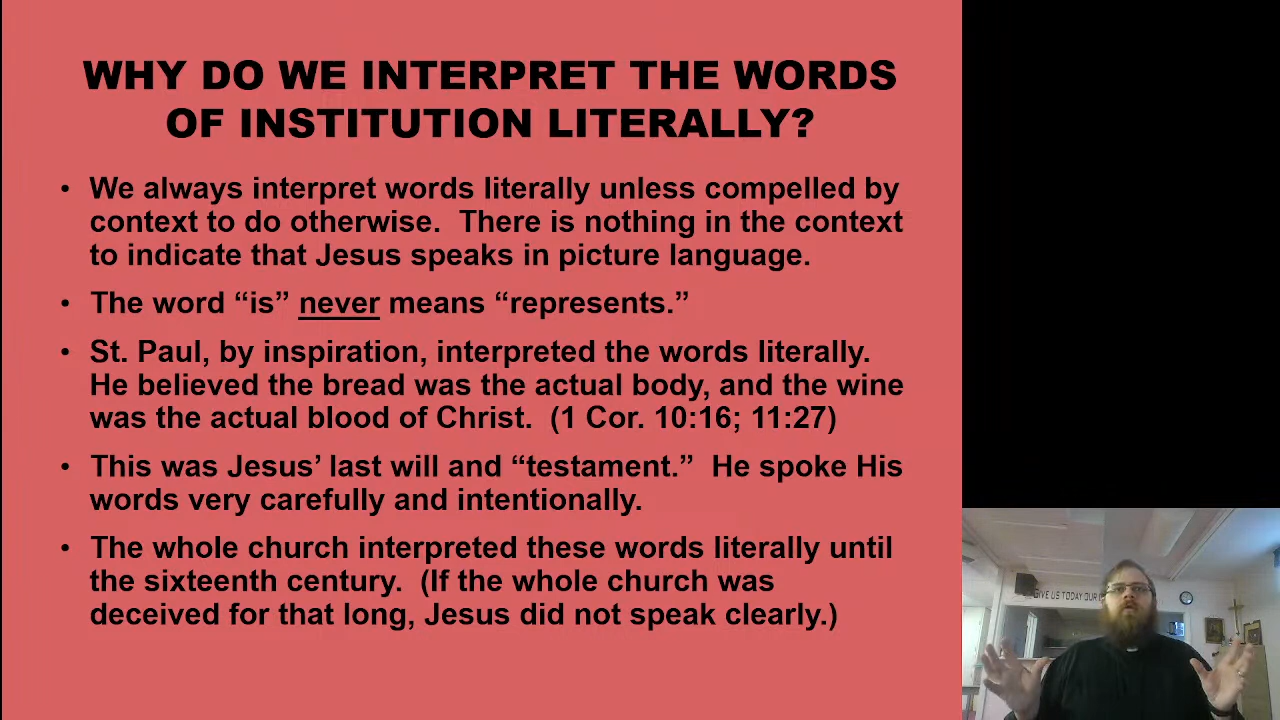 WHY DO WE INTERPRET THE WORDS
OF INSTITUTION LITERALLY?
• We always interpret words literally unless compelled by
context to do otherwise.  There is nothing in the context
to indicate that Jesus speaks in picture language.
• The word “is” never means “represents.”
• St. Paul, by inspiration, interpreted the words literally.
He believed the bread was the actual body, and the wine
was the actual blood of Christ.  (1 Cor. 10:16; 11:27)
• This was Jesus’ last will and “testament.”  He spoke His
words very carefully and intentionally.
• The whole church interpreted these words literally until
the sixteenth century.  (If the whole church was
deceived for that long, Jesus did not speak clearly.)
GIVE US TODAY OUR